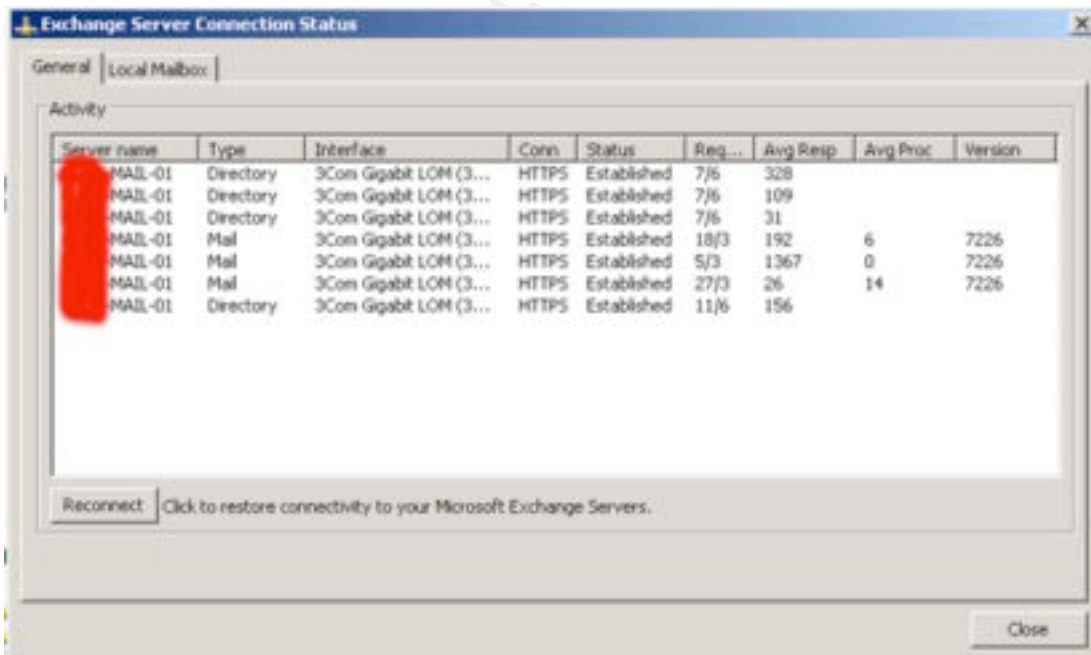 Exchange Server Connection Status
General Local Mailbox
Activity
Server name Type Interface Conn Status Req... Avg Resp Avg Proc Version
MAIL-01 Directory 3Com Gigabit LOM (3... HTTPS Established 7/6 328
MAIL-01 Directory 3Com Gigabit LOM (3... HTTPS Established 7/6 109
MAIL-01 Directory 3Com Gigabit LOM (3... HTTPS Established 7/6 31
MAIL-01 Mail 3Com Gigabit LOM (3... HTTPS Established 18/3 192 6 7226
MAIL-01 Mail 3Com Gigabit LOM (3... HTTPS Established 5/3 1367 0 7226
MAIL-01 Mail 3Com Gigabit LOM (3... HTTPS Established 27/3 26 14 7226
MAIL-01 Directory 3Com Gigabit LOM (3... HTTPS Established 11/6 156
Reconnect Click to restore connectivity to your Microsoft Exchange Servers.
Close